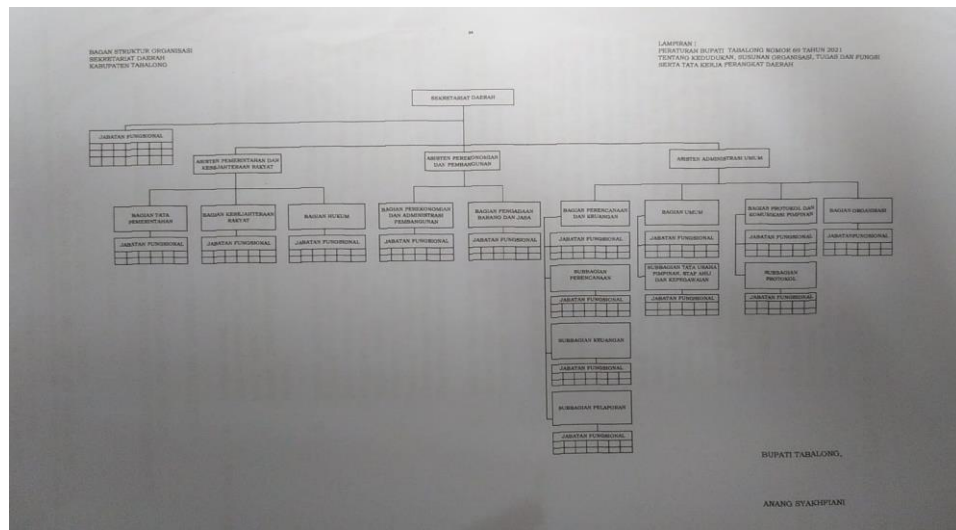 BAGAN STRUKTUR ORGANISASI
SEKRETARIAT DAERAH
KABUPATEN TABALONG
LAMPIRAN :
PERATURAN BUPATI TABALONG NOMOR 89 TAHUN 2021
TENTANG KEDUDUKAN, SUSUNAN ORGANISASI, TUGAS DAN FUNGSI
SERTA TATA KERJA PERANGKAT DAERAH
SEKRETARIAT DAERAH
JABATAN FUNGSIONAL
ASISTEN PEMERINTAHAN DAN
KESEJAHTERAAN RAKYAT
ASISTEN PEREKONOMIAN
DAN PEMBANGUNAN
ASISTEN ADMINISTRASI UMUM
BAGIAN TATA
PEMERINTAHAN
BAGIAN KESEJAHTERAAN
RAKYAT
BAGIAN HUKUM
BAGIAN PEREKONOMIAN
DAN ADMINISTRASI
PEMBANGUNAN
BAGIAN PENGADAAN
BARANG DAN JASA
BAGIAN PERENCANAAN
DAN KEUANGAN
BAGIAN UMUM
BAGIAN PROTOKOL DAN
KOMUNIKASI PIMPINAN
BAGIAN ORGANISASI
JABATAN FUNGSIONAL
JABATAN FUNGSIONAL
JABATAN FUNGSIONAL
JABATAN FUNGSIONAL
JABATAN FUNGSIONAL
JABATAN FUNGSIONAL
JABATAN FUNGSIONAL
JABATAN FUNGSIONAL
JABATAN FUNGSIONAL
SUBBAGIAN
PERENCANAAN
SUBBAGIAN TATA USAHA
PIMPINAN, STAF AHLI
DAN KEPEGAWAIAN
SUBBAGIAN
PROTOKOL
JABATAN FUNGSIONAL
JABATAN FUNGSIONAL
JABATAN FUNGSIONAL
SUBBAGIAN KEUANGAN
JABATAN FUNGSIONAL
SUBBAGIAN PELAPORAN
JABATAN FUNGSIONAL
BUPATI TABALONG,
ANANG SYAKHFIANI